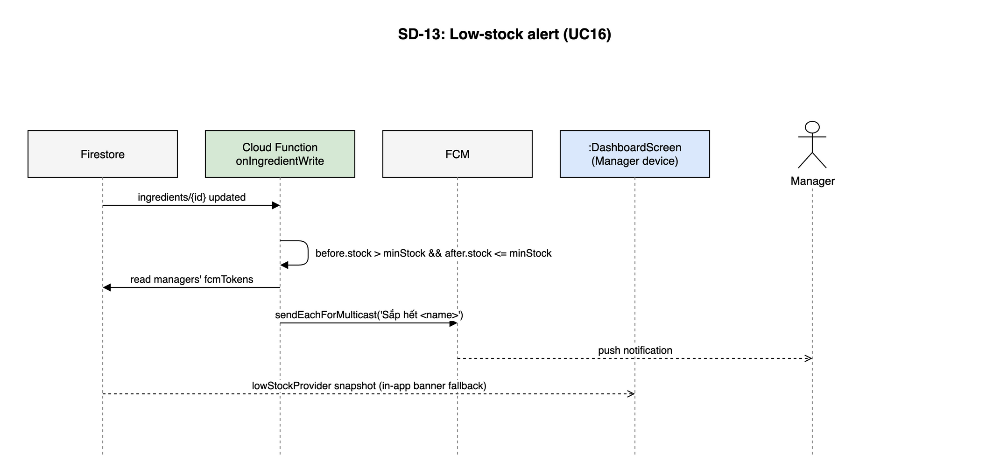 SD-13: Low-stock alert (UC16)
Firestore
Cloud Function
onIngredientWrite
FCM
:DashboardScreen
(Manager device)
Manager
ingredients/{id} updated
before.stock > minStock && after.stock <= minStock
read managers' fcmTokens
sendEachForMulticast('Sắp hết <name>')
push notification
lowStockProvider snapshot (in-app banner fallback)